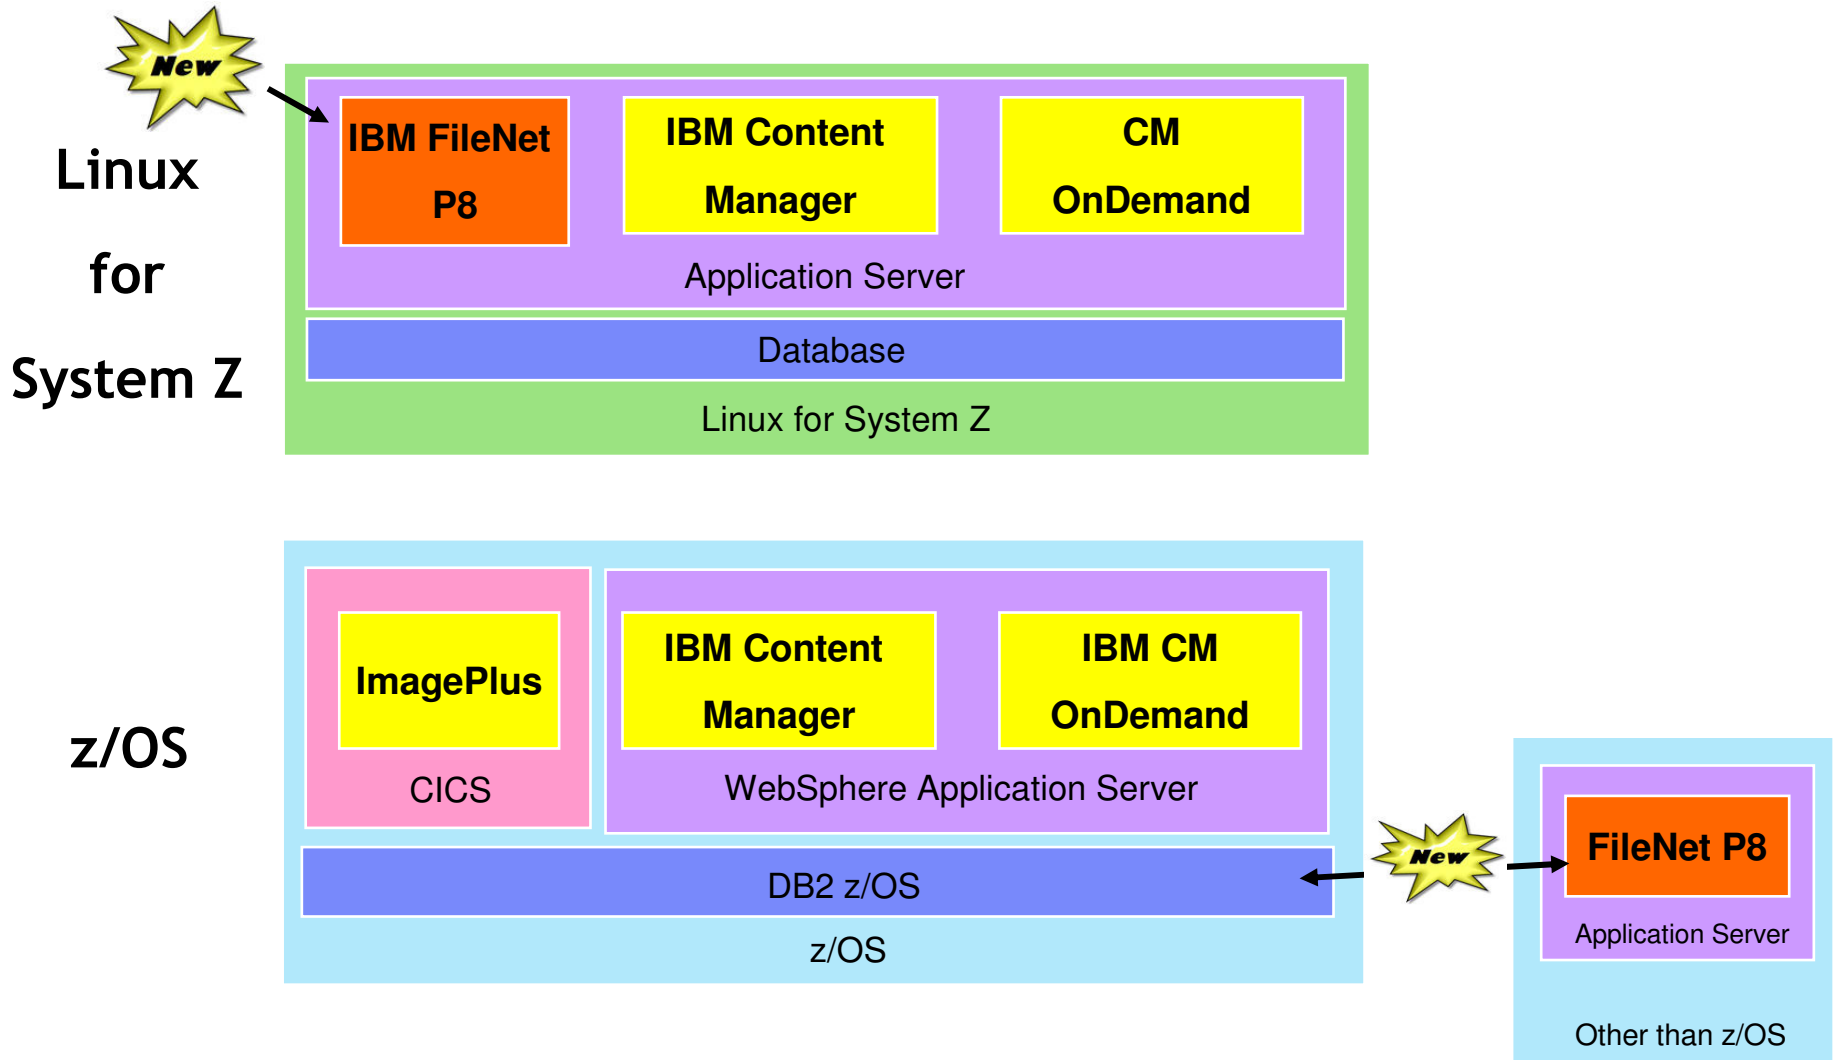 New
Linux
for
System Z
IBM FileNet
P8
IBM Content
Manager
CM
OnDemand
Application Server
Database
Linux for System Z
z/OS
ImagePlus
CICS
IBM Content
Manager
IBM CM
OnDemand
WebSphere Application Server
DB2 z/OS
z/OS
New
FileNet P8
Application Server
Other than z/OS